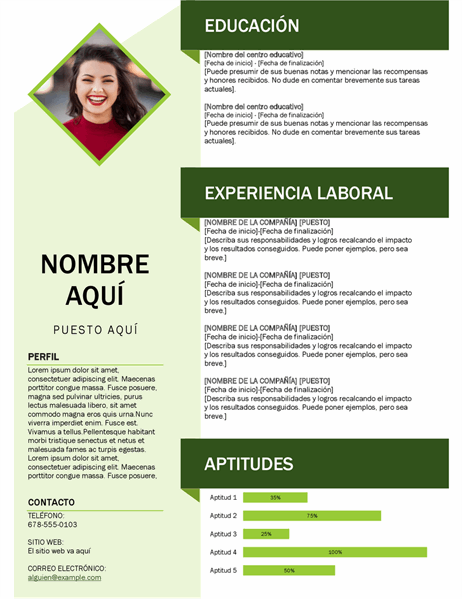 NOMBRE
AQUÍ
PUESTO AQUÍ
PERFIL
Lorem ipsum dolor sit amet,
consectetuer adipiscing elit. Maecenas
porttitor congue massa. Fusce posuere,
magna sed pulvinar ultricies, purus
lectus malesuada libero, sit amet
commodo magna eros quis urna.Nunc
viverra imperdiet enim. Fusce est.
Vivamus a tellus.Pellentesque habitant
morbi tristique senectus et netus et
malesuada fames ac turpis egestas.
Lorem ipsum dolor sit amet,
consectetuer adipiscing elit. Maecenas
porttitor congue massa. Fusce posuere,
CONTACTO
TELÉFONO:
678-555-0103
SITIO WEB:
El sitio web va aquí
CORREO ELECTRÓNICO:
alguien@example.com
EDUCACIÓN
[Nombre del centro educativo]
[Fecha de inicio] - [Fecha de finalización]
[Puede presumir de sus buenas notas y mencionar las recompensas
y honores recibidos. No dude en comentar brevemente sus tareas
actuales].
[Nombre del centro educativo]
[Fecha de inicio] - [Fecha de finalización]
[Puede presumir de sus buenas notas y mencionar las recompensas
y honores recibidos. No dude en comentar brevemente sus tareas
actuales].
EXPERIENCIA LABORAL
[NOMBRE DE LA COMPAÑÍA] [PUESTO]
[Fecha de inicio]-[Fecha de finalización]
[Describa sus responsabilidades y logros recalcando el impacto
y los resultados conseguidos. Puede poner ejemplos, pero sea
breve.]
[NOMBRE DE LA COMPAÑÍA] [PUESTO]
[Fecha de inicio]-[Fecha de finalización]
[Describa sus responsabilidades y logros recalcando el impacto
y los resultados conseguidos. Puede poner ejemplos, pero sea
breve.]
[NOMBRE DE LA COMPAÑÍA] [PUESTO]
[Fecha de inicio]-[Fecha de finalización]
[Describa sus responsabilidades y logros recalcando el impacto
y los resultados conseguidos. Puede poner ejemplos, pero sea
breve.]
[NOMBRE DE LA COMPAÑÍA] [PUESTO]
[Fecha de inicio]-[Fecha de finalización]
[Describa sus responsabilidades y logros recalcando el impacto
y los resultados conseguidos. Puede poner ejemplos, pero sea
breve.]
APTITUDES
Aptitud 1 35%
Aptitud 2 75%
Aptitud 3 25%
Aptitud 4 100%
Aptitud 5 50%